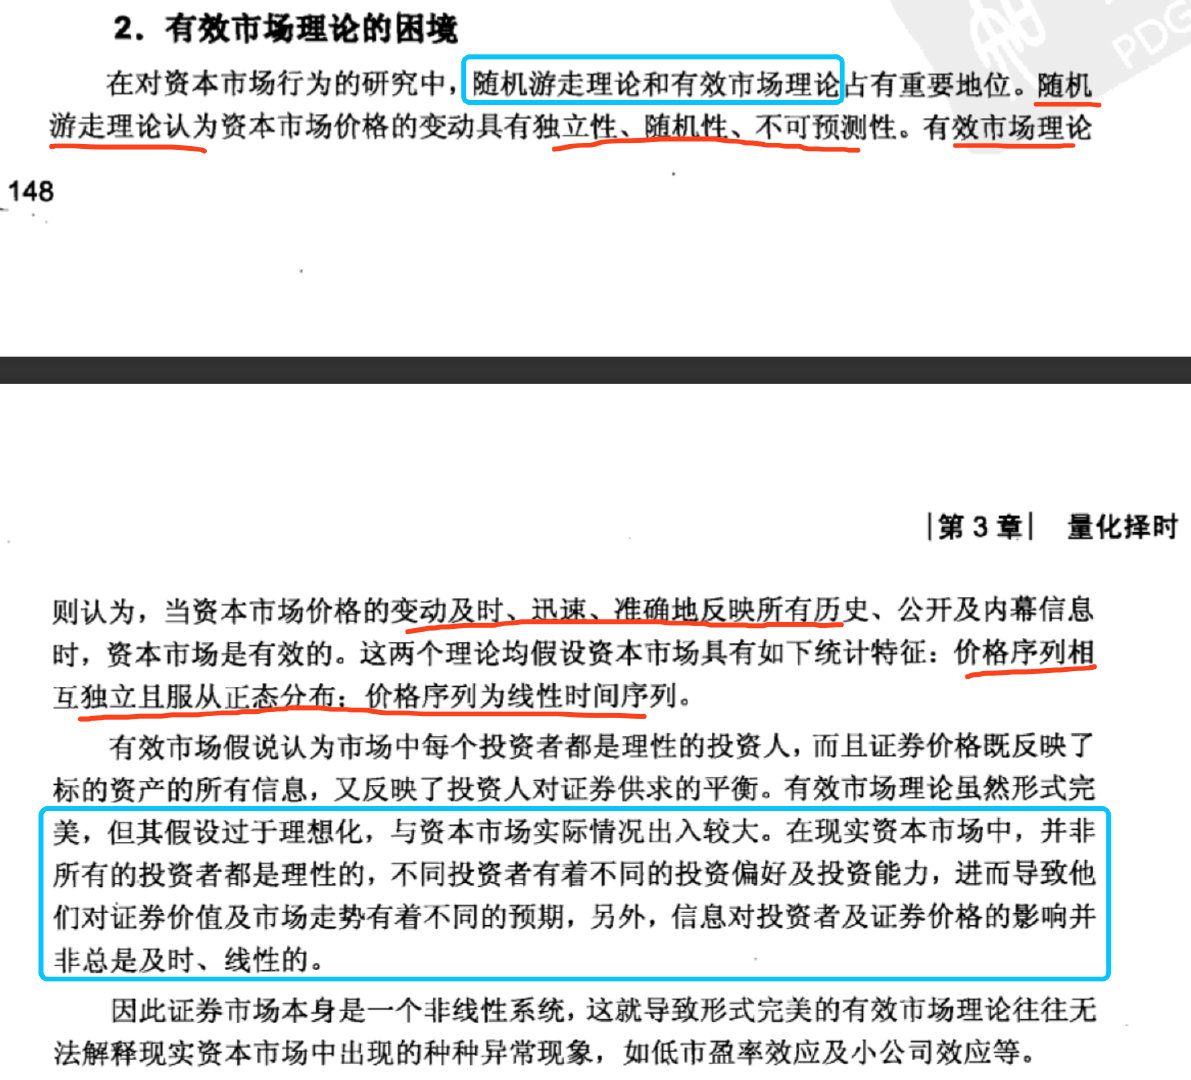 PDG
2. 有效市场理论的困境
在对资本市场行为的研究中，随机游走理论和有效市场理论占有重要地位。随机
游走理论认为资本市场价格的变动具有独立性、随机性、不可预测性。有效市场理论
148
|第 3 章| 量化择时
则认为，当资本市场价格的变动及时、迅速、准确地反映所有历史、公开及内幕信息
时，资本市场是有效的。这两个理论均假设资本市场具有如下统计特征：价格序列相
互独立且服从正态分布；价格序列为线性时间序列。
有效市场假说认为市场中每个投资者都是理性的投资人，而且证券价格既反映了
标的资产的所有信息，又反映了投资人对证券供求的平衡。有效市场理论虽然形式完
美，但其假设过于理想化，与资本市场实际情况出入较大。在现实资本市场中，并非
所有的投资者都是理性的，不同投资者有着不同的投资偏好及投资能力，进而导致他
们对证券价值及市场走势有着不同的预期，另外，信息对投资者及证券价格的影响并
非总是及时、线性的。
因此证券市场本身是一个非线性系统，这就导致形式完美的有效市场理论往往无
法解释现实资本市场中出现的种种异常现象，如低市盈率效应及小公司效应等。